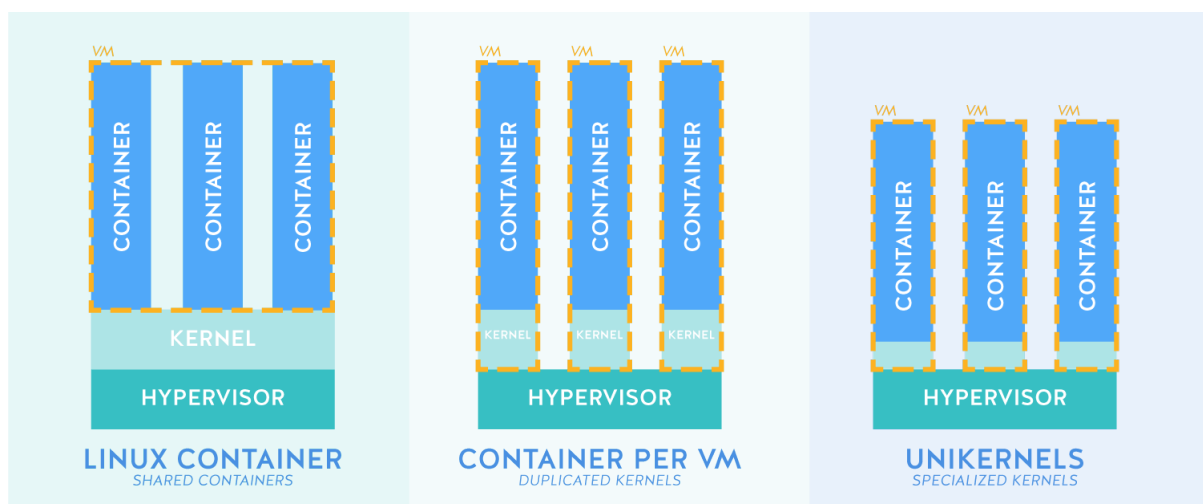 VM
CONTAINER
CONTAINER
CONTAINER
KERNEL
HYPERVISOR
LINUX CONTAINER
SHARED CONTAINERS
VM
VM
VM
CONTAINER
CONTAINER
CONTAINER
KERNEL
KERNEL
KERNEL
HYPERVISOR
CONTAINER PER VM
DUPLICATED KERNELS
VM
VM
VM
CONTAINER
CONTAINER
CONTAINER
HYPERVISOR
UNIKERNELS
SPECIALIZED KERNELS